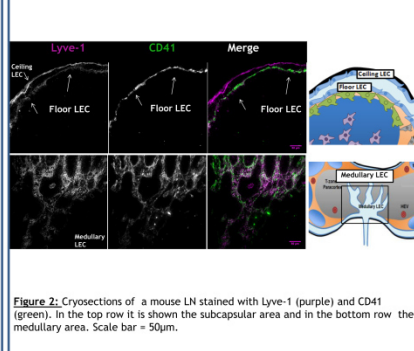 Lyve-1 CD41 Merge
Ceiling
LEC
Floor LEC
Floor LEC
Floor LEC
Medullary
LEC
Ceiling LEC
Floor LEC
Medullary LEC
Medullary LEC
HEV
Figure 2: Cryosections of a mouse LN stained with Lyve-1 (purple) and CD41
(green). In the top row it is shown the subcapsular area and in the bottom row the
medullary area. Scale bar = 50µm.